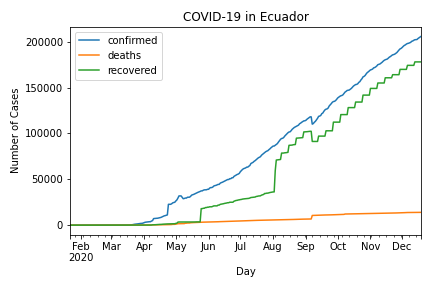 COVID-19 in Ecuador
confirmed
deaths
recovered
Number of Cases
200000
150000
100000
50000
0
Feb Mar Apr May Jun Jul Aug Sep Oct Nov Dec
2020
Day